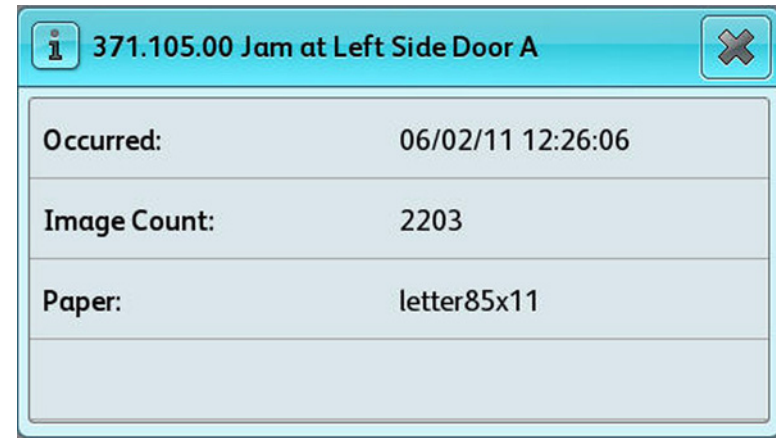 371.105.00 Jam at Left Side Door A
Occurred: 06/02/11 12:26:06
Image Count: 2203
Paper: letter85x11